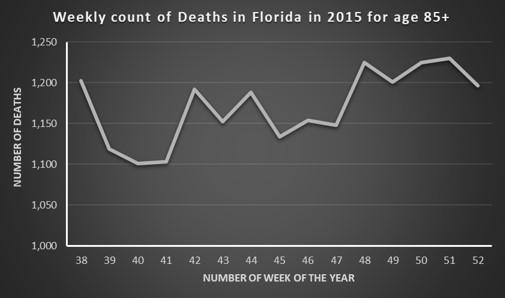 Weekly count of Deaths in Florida in 2015 for age 85+
1,250
1,200
1,150
1,100
1,050
1,000
NUMBER OF DEATHS
38 39 40 41 42 43 44 45 46 47 48 49 50 51 52
NUMBER OF WEEK OF THE YEAR